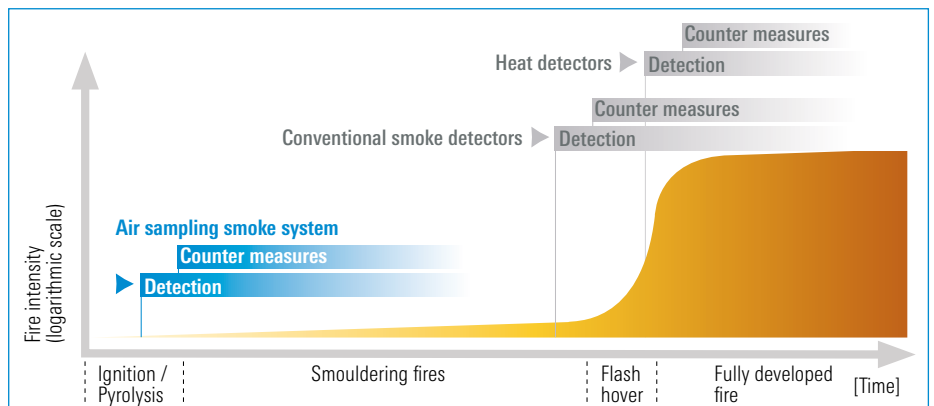 Counter measures
Heat detectors
Detection
Counter measures
Conventional smoke detectors
Detection
Air sampling smoke system
Counter measures
Detection
Fire intensity
(logarithmic scale)
Ignition /
Pyrolysis
Smouldering fires
Flash
hover
Fully developed
fire
[Time]